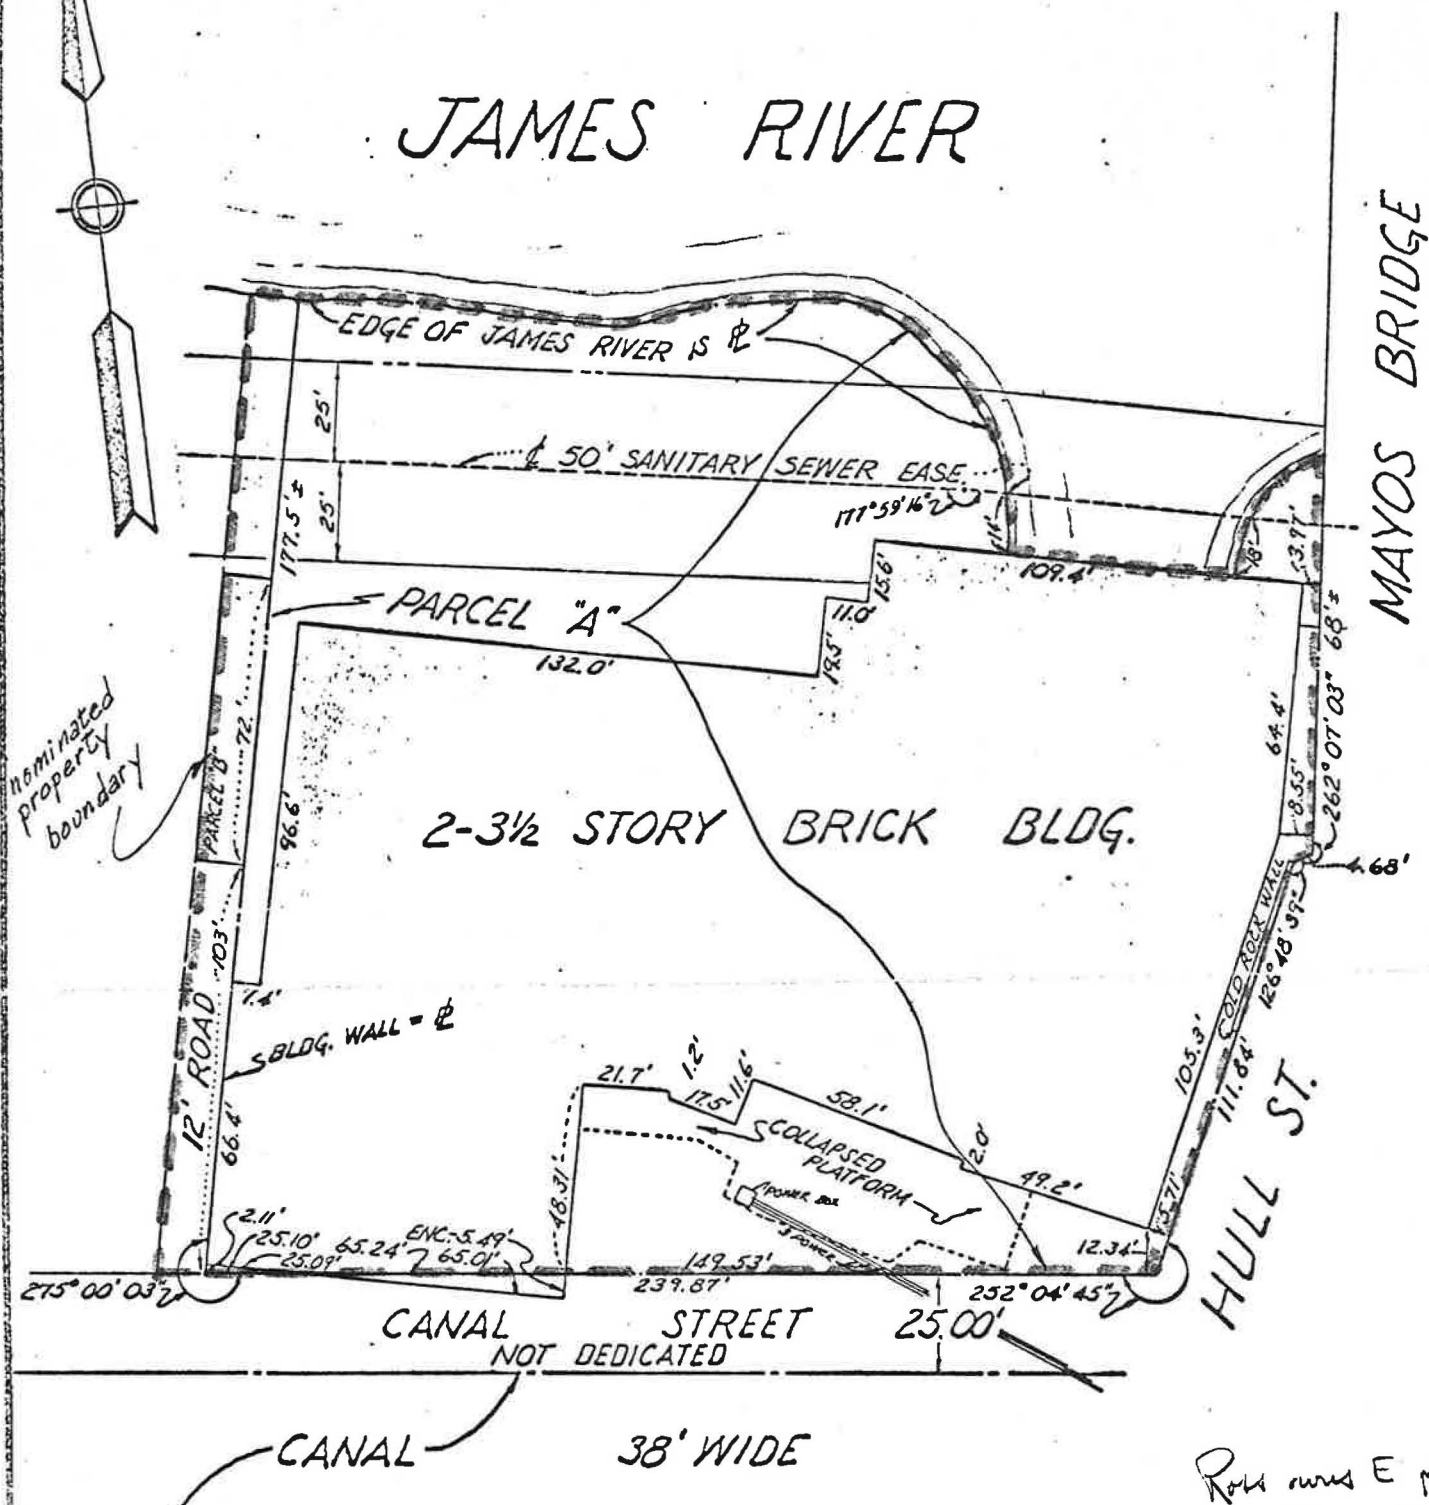 JAMES RIVER
MAYOS BRIDGE
EDGE OF JAMES RIVER IS ⅊
25'
℄ 50' SANITARY SEWER EASE.
177°59'16"
25'
177.5'±
14'
18'
109.4'
15.6'
11.0'
19.5'
PARCEL "A"
132.0'
68'±
262°07'03"
64.4'
8.55'
.68'
nominated
property
boundary
PARCEL B
72.'
96.6'
2-3½ STORY BRICK BLDG.
OLD ROCK WALL
126°48'39"
103'
7.4'
12' ROAD
BLDG. WALL = ⅊
66.4'
105.3'
111.84'
HULL ST.
21.7'
1.2'
17.5'
11.6'
58.1'
2.0'
49.2'
COLLAPSED
PLATFORM
POWER BOX
48.31'
5.71'
12.34'
2.11'
25.10'
25.09'
65.24'
65.01'
ENC.=5.49'
149.53'
239.87'
275°00'03"
252°04'45"
CANAL STREET 25.00'
NOT DEDICATED
CANAL 38' WIDE
E